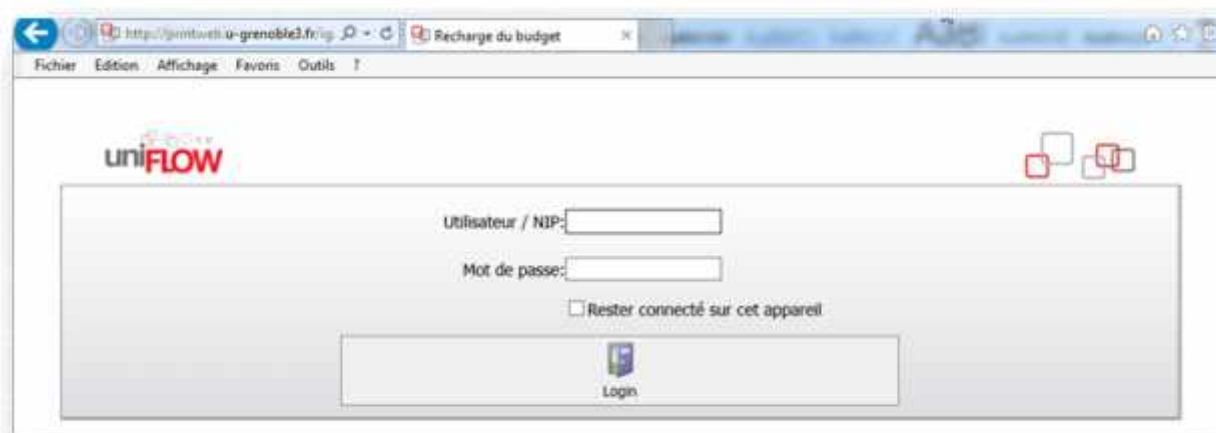 http://printweb.u-grenoble3.fr/ig
Recharge du budget
Fichier Edition Affichage Favoris Outils ?
uniFLOW
Utilisateur / NIP:
Mot de passe:
Rester connecté sur cet appareil
Login